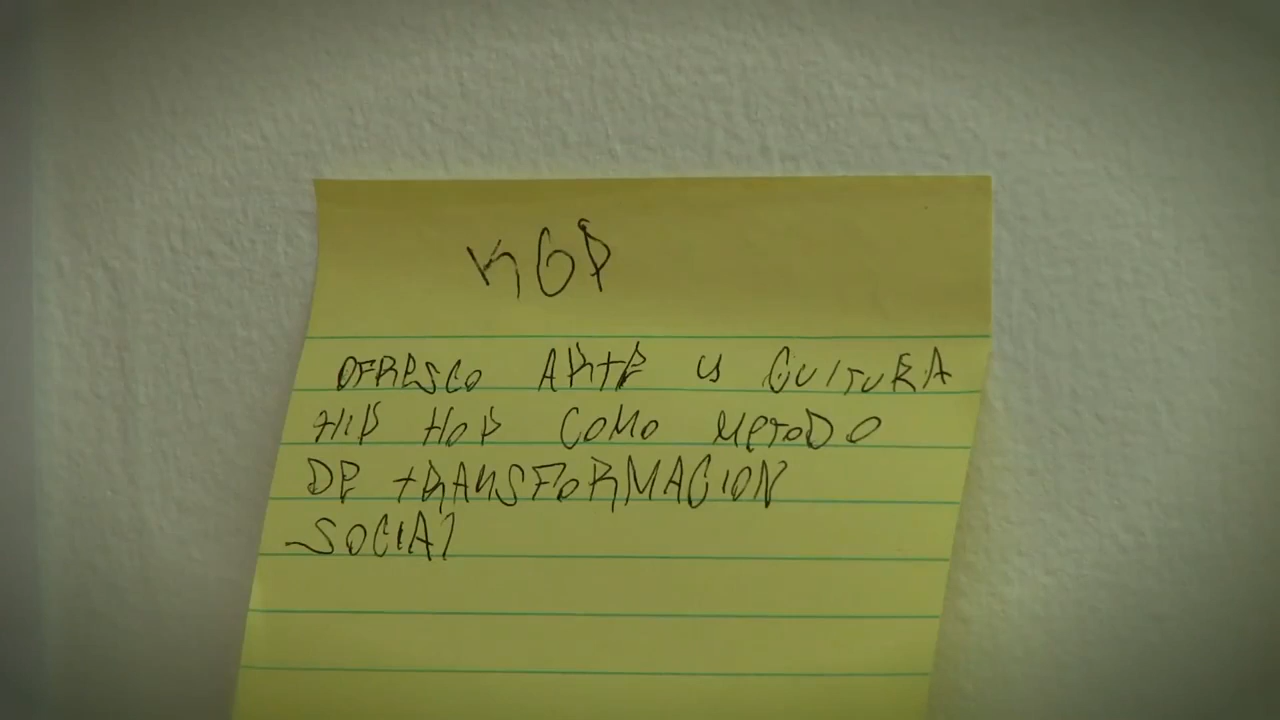 KGP
OFRESCO ARTE y CULTURA
HIP HOP COMO METODO
DE tRANSFORMACION
SOCIAL